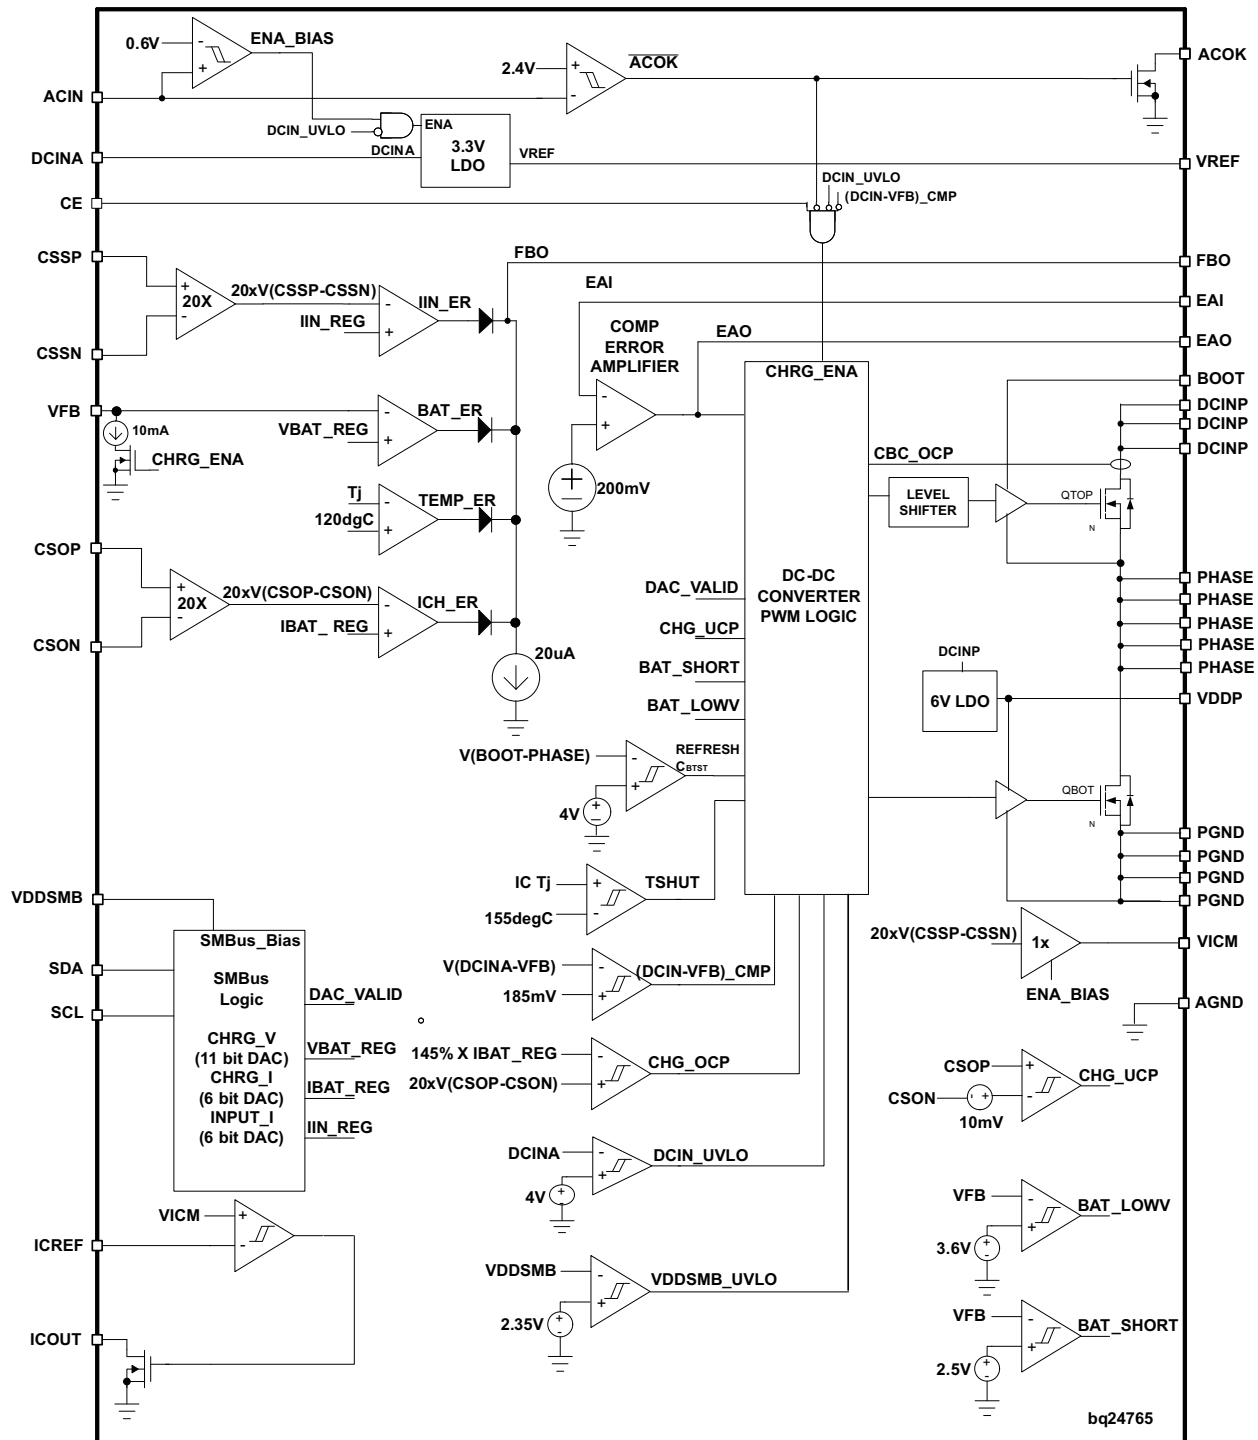 0.6V
-
+
ENA_BIAS
2.4V
+
-
ACOK
ACOK
ACIN
DCIN_UVLO
ENA
DCINA
DCINA
3.3V
LDO
VREF
VREF
CE
DCIN_UVLO
(DCIN-VFB)_CMP
CSSP
+
20X
-
20xV(CSSP-CSSN)
IIN_REG
-
+
IIN_ER
FBO
FBO
CSSN
EAI
EAI
COMP
ERROR
AMPLIFIER
EAO
EAO
-
+
200mV
VFB
10mA
CHRG_ENA
VBAT_REG
-
+
BAT_ER
Tj
120dgC
-
+
TEMP_ER
CSOP
+
20X
-
20xV(CSOP-CSON)
IBAT_ REG
-
+
ICH_ER
CSON
20uA
CHRG_ENA
DC-DC
CONVERTER
PWM LOGIC
DAC_VALID
CHG_UCP
BAT_SHORT
BAT_LOWV
BOOT
DCINP
DCINP
DCINP
CBC_OCP
LEVEL
SHIFTER
QTOP
N
PHASE
PHASE
PHASE
PHASE
PHASE
DCINP
6V LDO
VDDP
V(BOOT-PHASE)
-
+
4V
REFRESH
CBTST
QBOT
N
PGND
PGND
PGND
PGND
IC Tj
155degC
+
-
TSHUT
VDDSMB
SDA
SCL
SMBus_Bias
SMBus
Logic
CHRG_V
(11 bit DAC)
CHRG_I
(6 bit DAC)
INPUT_I
(6 bit DAC)
DAC_VALID
VBAT_REG
IBAT_REG
IIN_REG
V(DCINA-VFB)
185mV
-
+
(DCIN-VFB)_CMP
20xV(CSSP-CSSN)
1x
VICM
ENA_BIAS
AGND
145% X IBAT_REG
20xV(CSOP-CSON)
-
+
CHG_OCP
CSOP
CSON
10mV
+
-
CHG_UCP
DCINA
4V
-
+
DCIN_UVLO
VICM
+
-
ICREF
ICOUT
VDDSMB
2.35V
-
+
VDDSMB_UVLO
VFB
3.6V
-
+
BAT_LOWV
VFB
2.5V
-
+
BAT_SHORT
bq24765